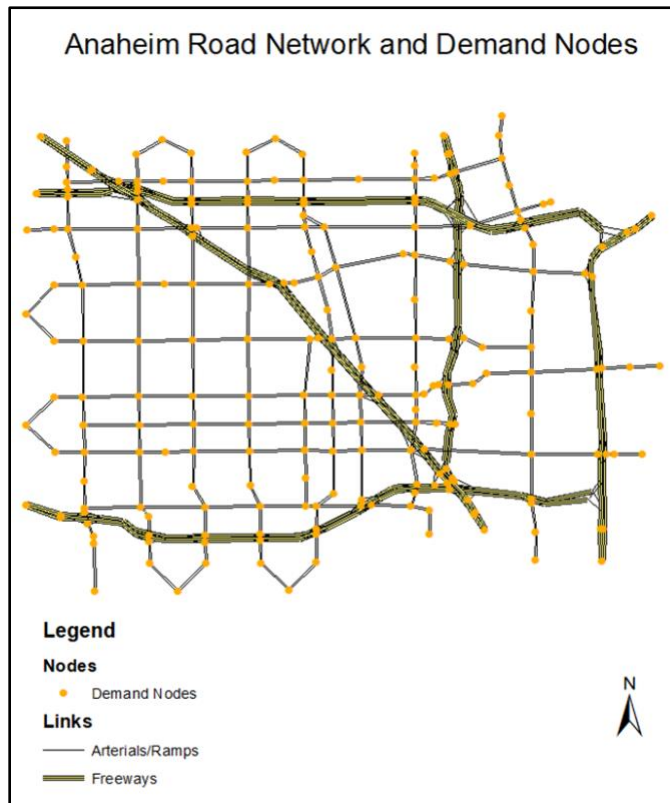 Anaheim Road Network and Demand Nodes
Legend
Nodes
Demand Nodes
Links
Arterials/Ramps
Freeways
N